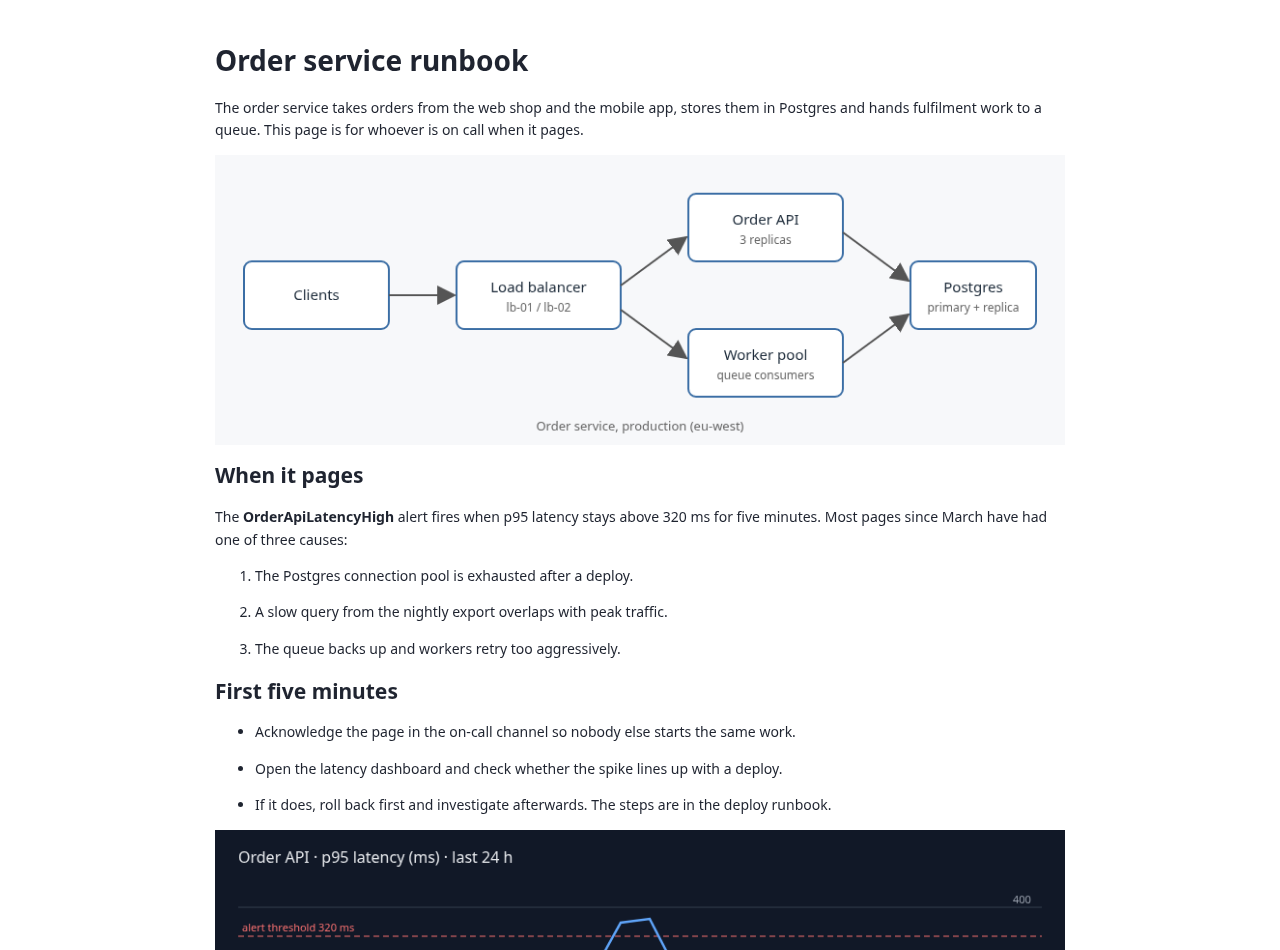 Order service runbook
The order service takes orders from the web shop and the mobile app, stores them in Postgres and hands fulfilment work to a
queue. This page is for whoever is on call when it pages.
Clients
Load balancer
lb-01 / lb-02
Order API
3 replicas
Worker pool
queue consumers
Postgres
primary + replica
Order service, production (eu-west)
When it pages
The OrderApiLatencyHigh alert fires when p95 latency stays above 320 ms for five minutes. Most pages since March have had
one of three causes:
1. The Postgres connection pool is exhausted after a deploy.
2. A slow query from the nightly export overlaps with peak traffic.
3. The queue backs up and workers retry too aggressively.
First five minutes
• Acknowledge the page in the on-call channel so nobody else starts the same work.
• Open the latency dashboard and check whether the spike lines up with a deploy.
• If it does, roll back first and investigate afterwards. The steps are in the deploy runbook.
Order API · p95 latency (ms) · last 24 h
400
alert threshold 320 ms